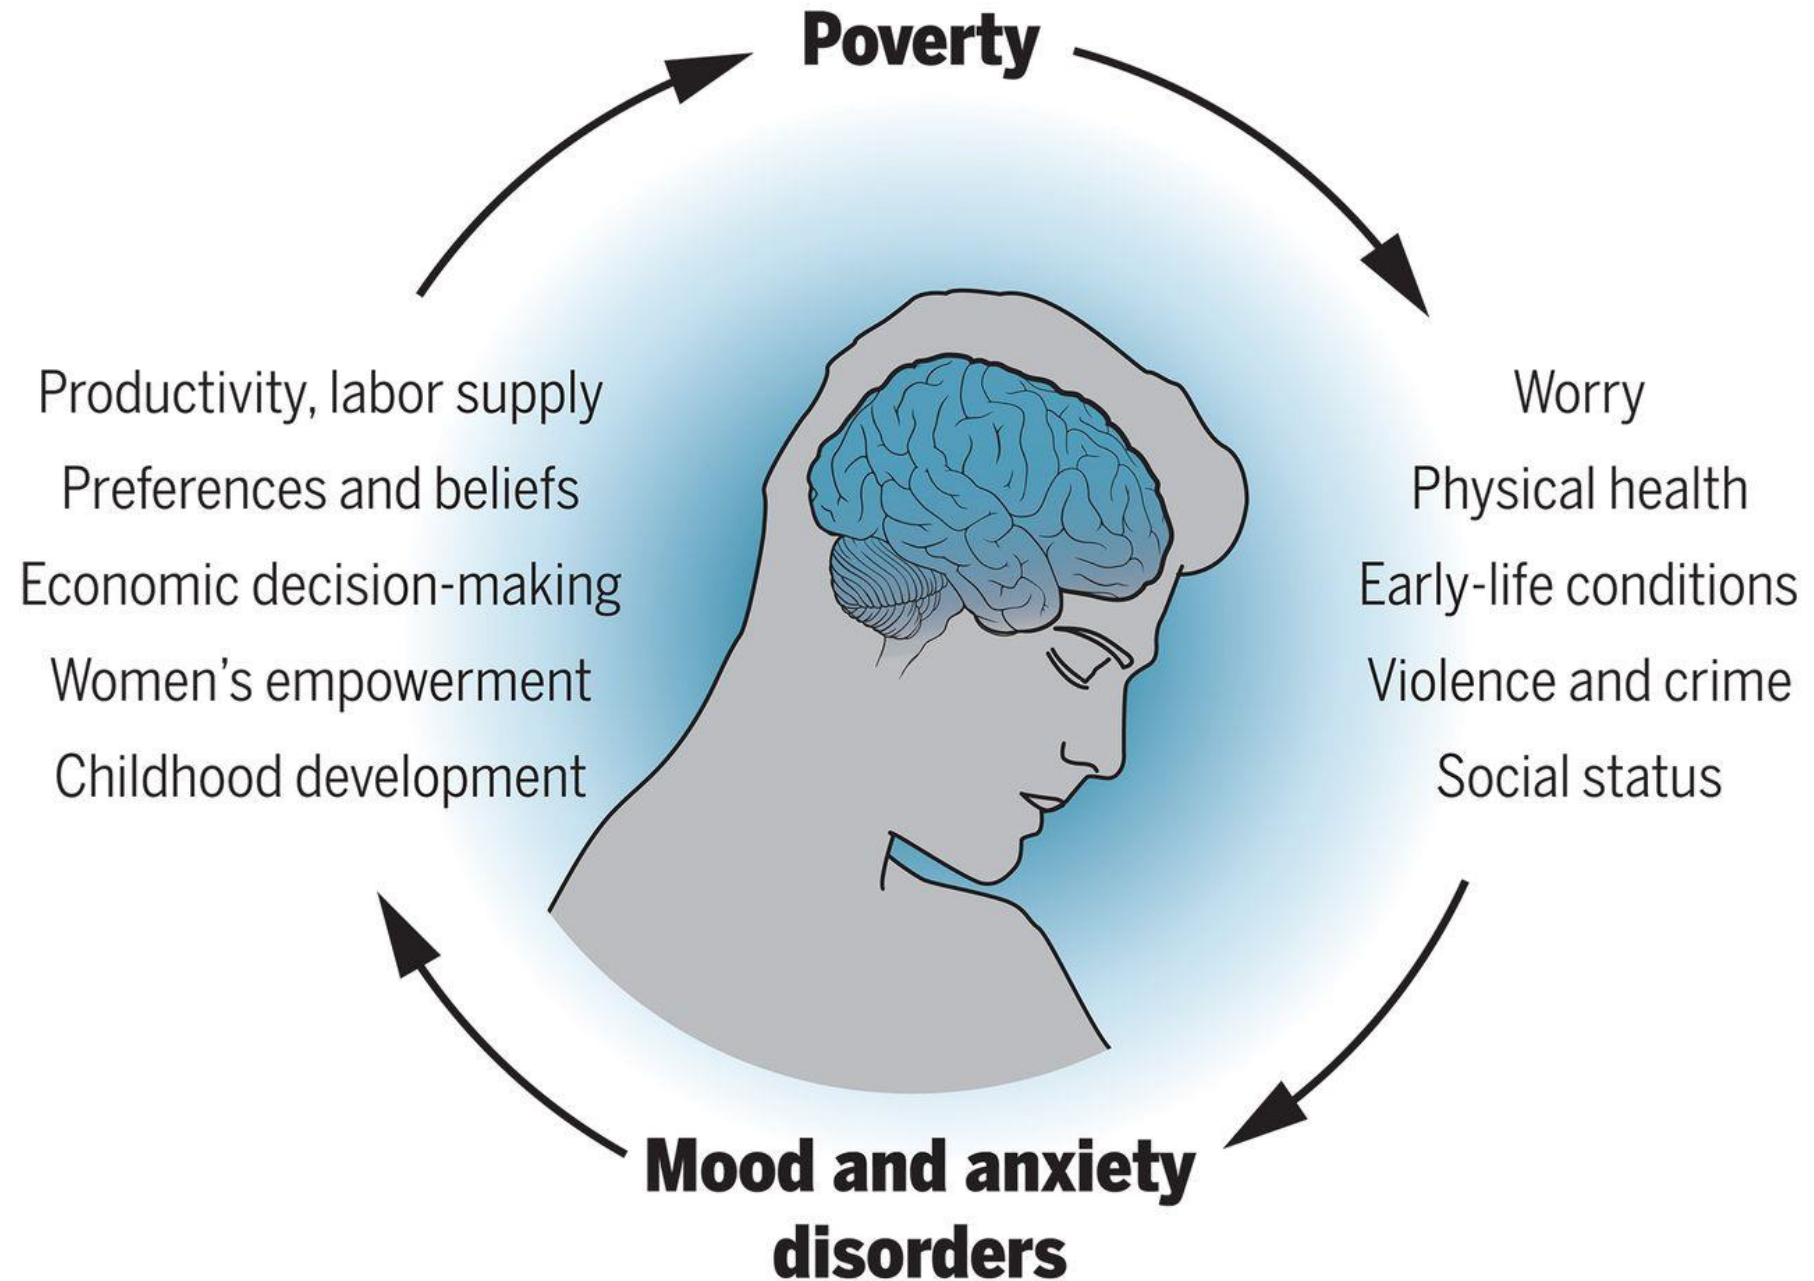 Poverty
Productivity, labor supply
Preferences and beliefs
Economic decision-making
Women’s empowerment
Childhood development
Worry
Physical health
Early-life conditions
Violence and crime
Social status
Mood and anxiety
disorders